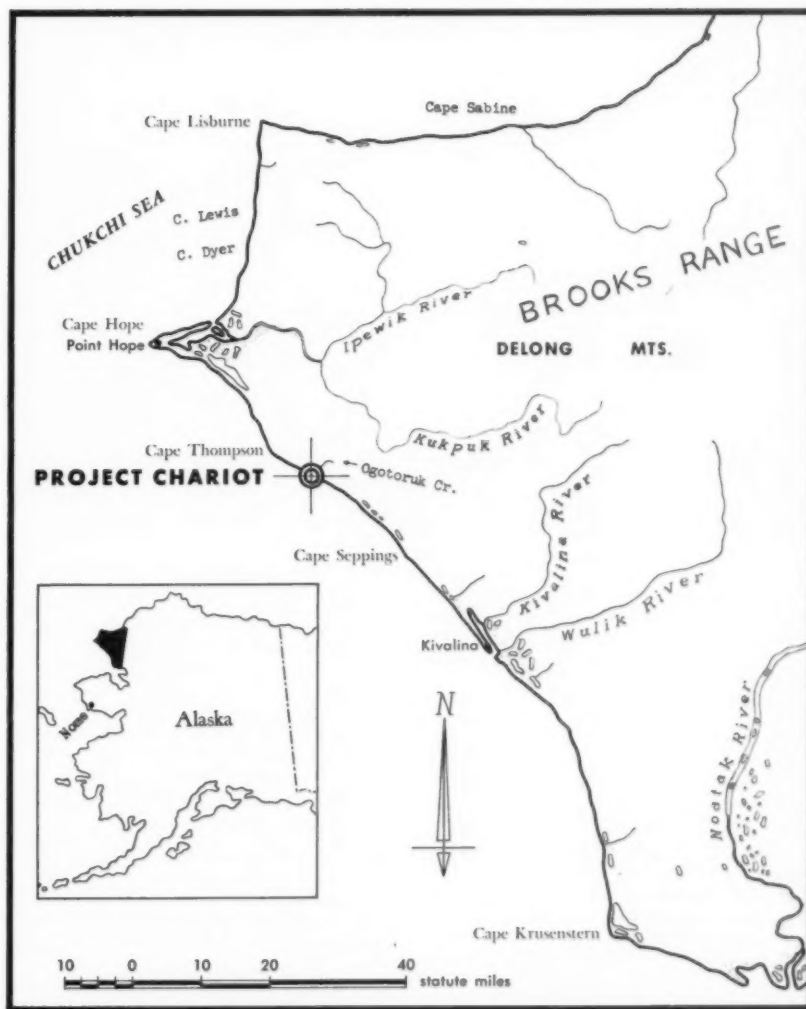 Cape Sabine
Cape Lisburne
CHUKCHI SEA
C. Lewis
C. Dyer
BROOKS RANGE
Cape Hope
Point Hope
Ipewik River
DELONG MTS.
Kukpuk River
Cape Thompson
PROJECT CHARIOT
Ogotoruk Cr.
Kivalina River
Cape Seppings
Wulik River
Kivalina
Noatak River
N
Nome
Alaska
Cape Krusenstern
10 0 10 20 40
statute miles